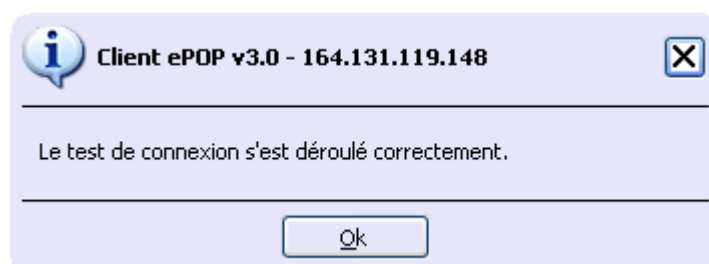 Client ePOP v3.0 - 164.131.119.148
Le test de connexion s'est déroulé correctement.
Ok